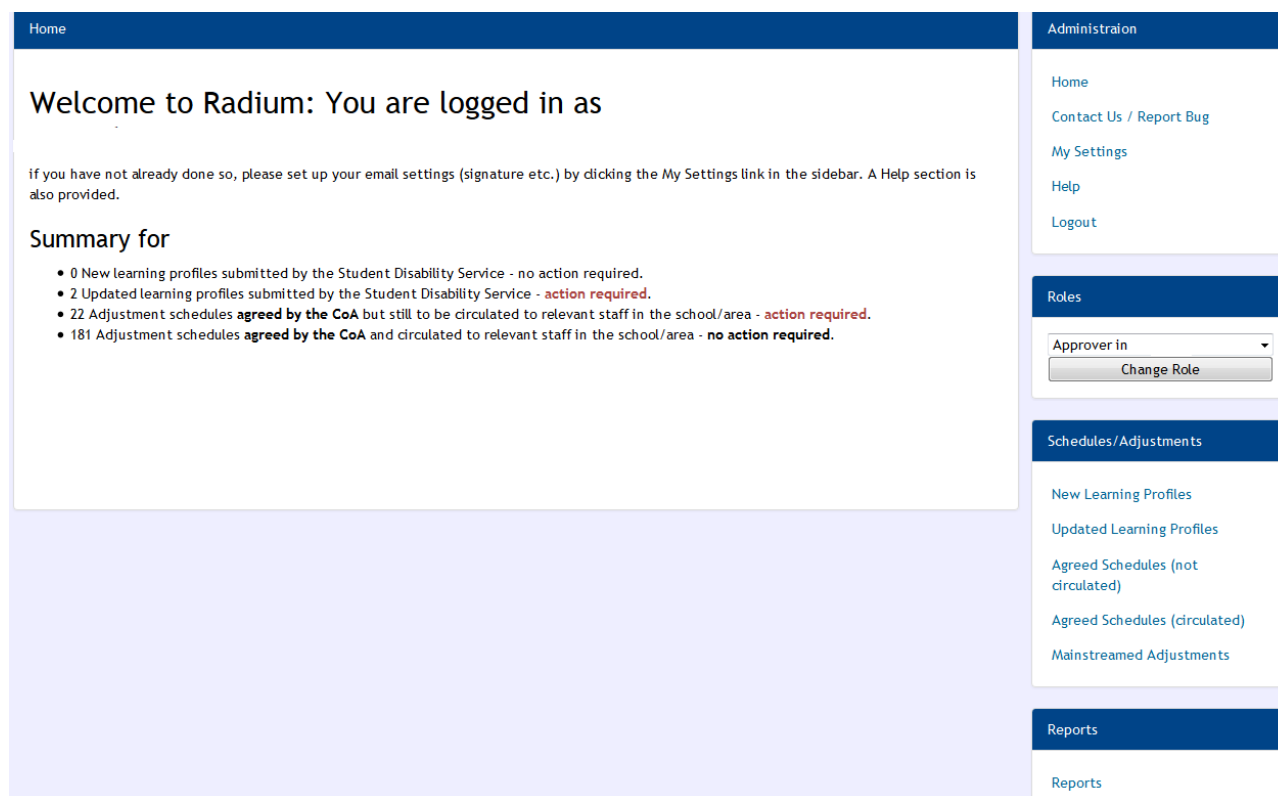 Home
Welcome to Radium: You are logged in as
if you have not already done so, please set up your email settings (signature etc.) by clicking the My Settings link in the sidebar. A Help section is
also provided.
Summary for
• 0 New learning profiles submitted by the Student Disability Service - no action required.
• 2 Updated learning profiles submitted by the Student Disability Service - action required.
• 22 Adjustment schedules agreed by the CoA but still to be circulated to relevant staff in the school/area - action required.
• 181 Adjustment schedules agreed by the CoA and circulated to relevant staff in the school/area - no action required.
Administraion
Home
Contact Us / Report Bug
My Settings
Help
Logout
Roles
Approver in
Change Role
Schedules/Adjustments
New Learning Profiles
Updated Learning Profiles
Agreed Schedules (not
circulated)
Agreed Schedules (circulated)
Mainstreamed Adjustments
Reports
Reports